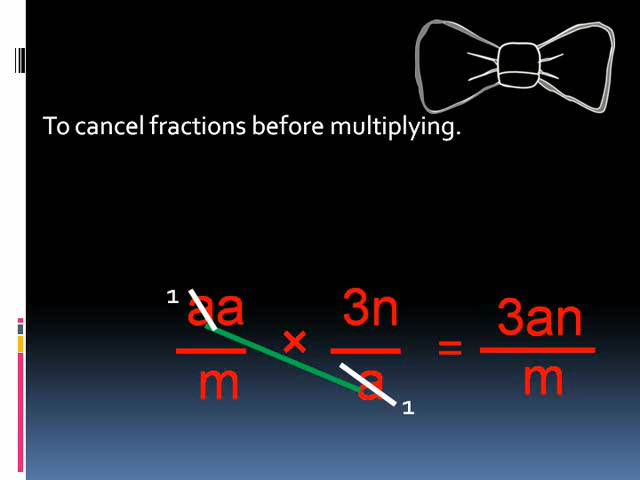 To cancel fractions before multiplying.
1 aa × 3n = 3an
m a 1 m